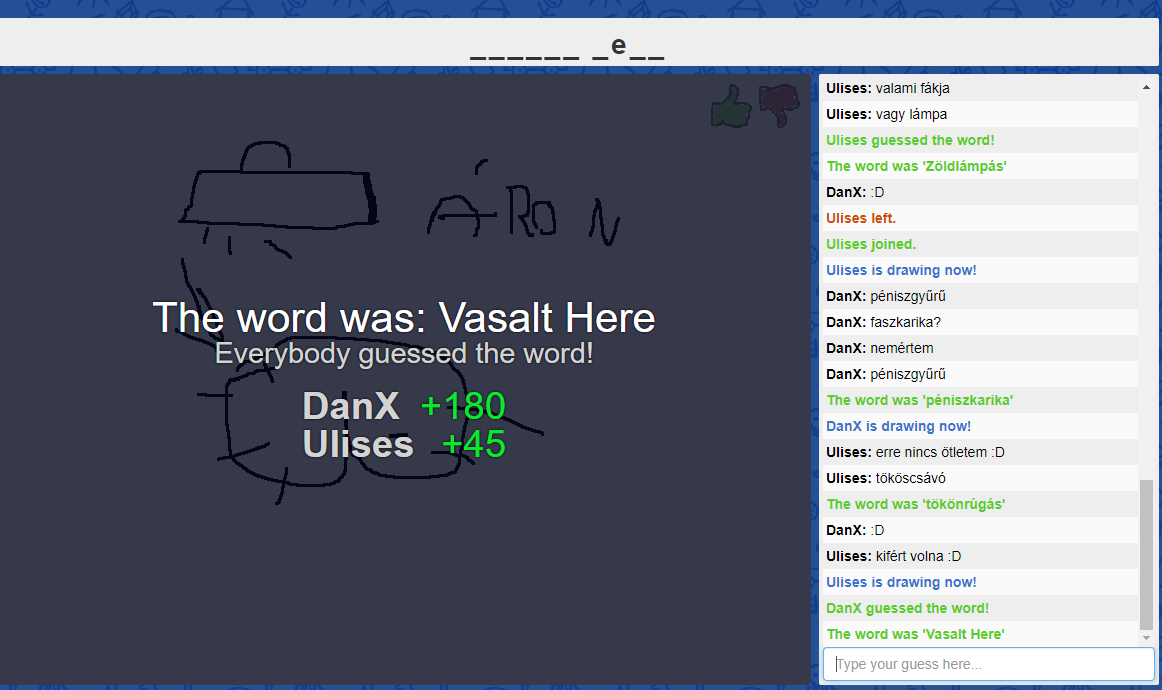 ______ _e__
ÁRON
The word was: Vasalt Here
Everybody guessed the word!
DanX +180
Ulises +45
Ulises: valami fákja
Ulises: vagy lámpa
Ulises guessed the word!
The word was 'Zöldlámpás'
DanX: :D
Ulises left.
Ulises joined.
Ulises is drawing now!
DanX: péniszgyűrű
DanX: faszkarika?
DanX: nemértem
DanX: péniszgyűrű
The word was 'péniszkarika'
DanX is drawing now!
Ulises: erre nincs ötletem :D
Ulises: tököscsávó
The word was 'tökönrúgás'
DanX: :D
Ulises: kifért volna :D
Ulises is drawing now!
DanX guessed the word!
The word was 'Vasalt Here'
Type your guess here...